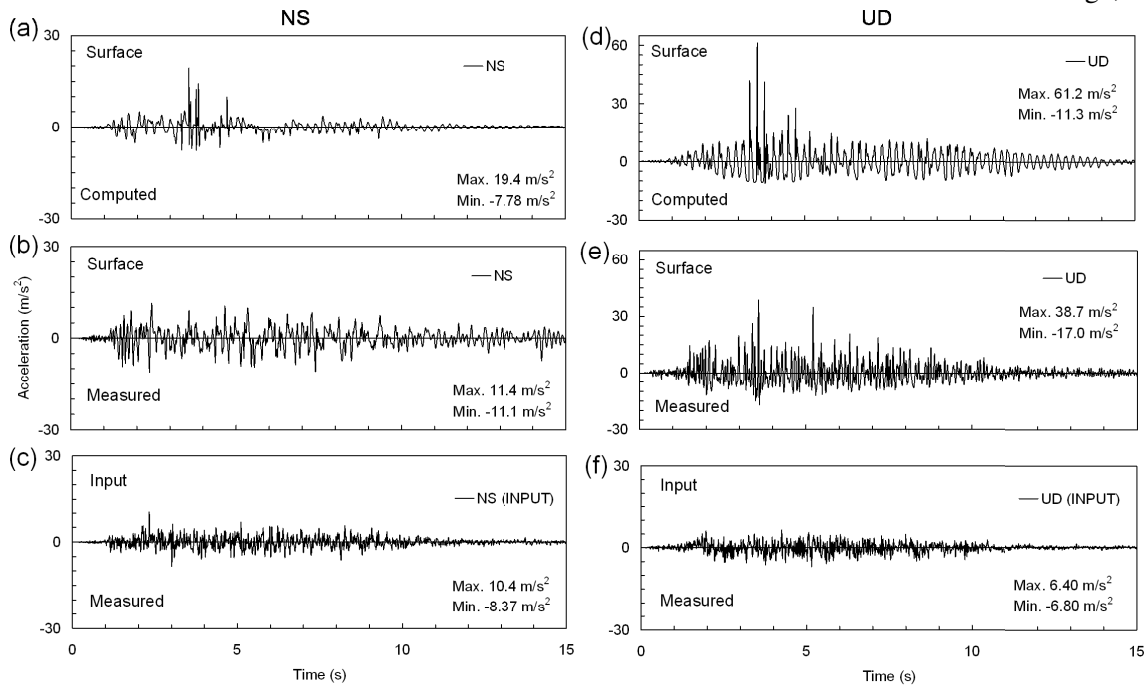 NS
(a)
30
0
-30
Surface
NS
Computed
Max. 19.4 m/s²
Min. -7.78 m/s²
(b)
30
0
-30
Acceleration (m/s²)
Surface
NS
Measured
Max. 11.4 m/s²
Min. -11.1 m/s²
(c)
30
0
-30
Input
NS (INPUT)
Measured
Max. 10.4 m/s²
Min. -8.37 m/s²
0
5
10
15
Time (s)
UD
(d)
60
30
0
-30
Surface
UD
Max. 61.2 m/s²
Min. -11.3 m/s²
Computed
(e)
60
30
0
-30
Surface
UD
Max. 38.7 m/s²
Min. -17.0 m/s²
Measured
(f)
30
0
-30
Input
UD (INPUT)
Measured
Max. 6.40 m/s²
Min. -6.80 m/s²
0
5
10
15
Time (s)